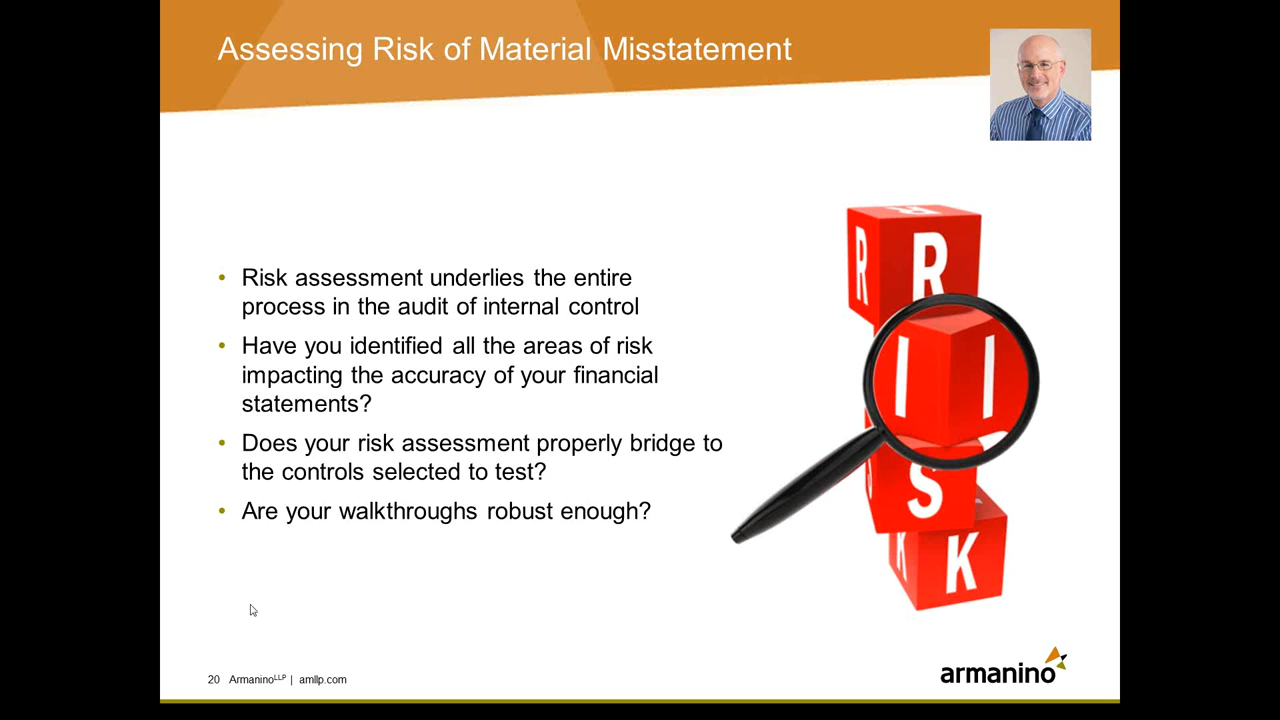 Assessing Risk of Material Misstatement
• Risk assessment underlies the entire
process in the audit of internal control
• Have you identified all the areas of risk
impacting the accuracy of your financial
statements?
• Does your risk assessment properly bridge to
the controls selected to test?
• Are your walkthroughs robust enough?
R R R
I I
S S
K K
20 Armanino LLP | amllp.com
armanino